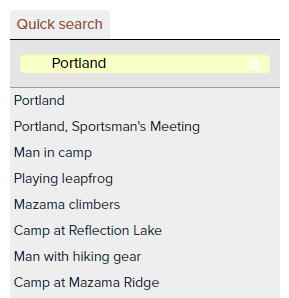 Quick search
Portland
Portland
Portland, Sportsman's Meeting
Man in camp
Playing leapfrog
Mazama climbers
Camp at Reflection Lake
Man with hiking gear
Camp at Mazama Ridge